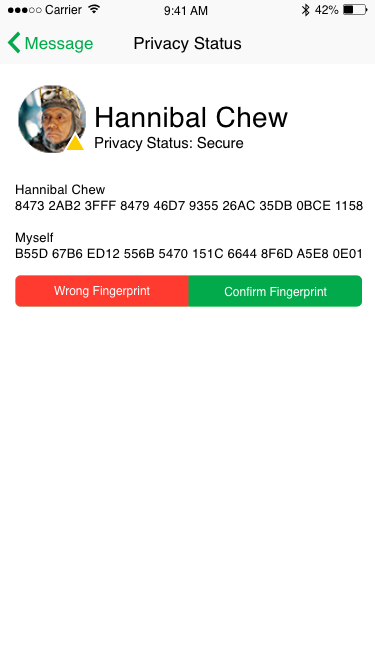 Carrier 9:41 AM 42%
Message Privacy Status
Hannibal Chew
Privacy Status: Secure
Hannibal Chew
8473 2AB2 3FFF 8479 46D7 9355 26AC 35DB 0BCE 1158
Myself
B55D 67B6 ED12 556B 5470 151C 6644 8F6D A5E8 0E01
Wrong Fingerprint Confirm Fingerprint